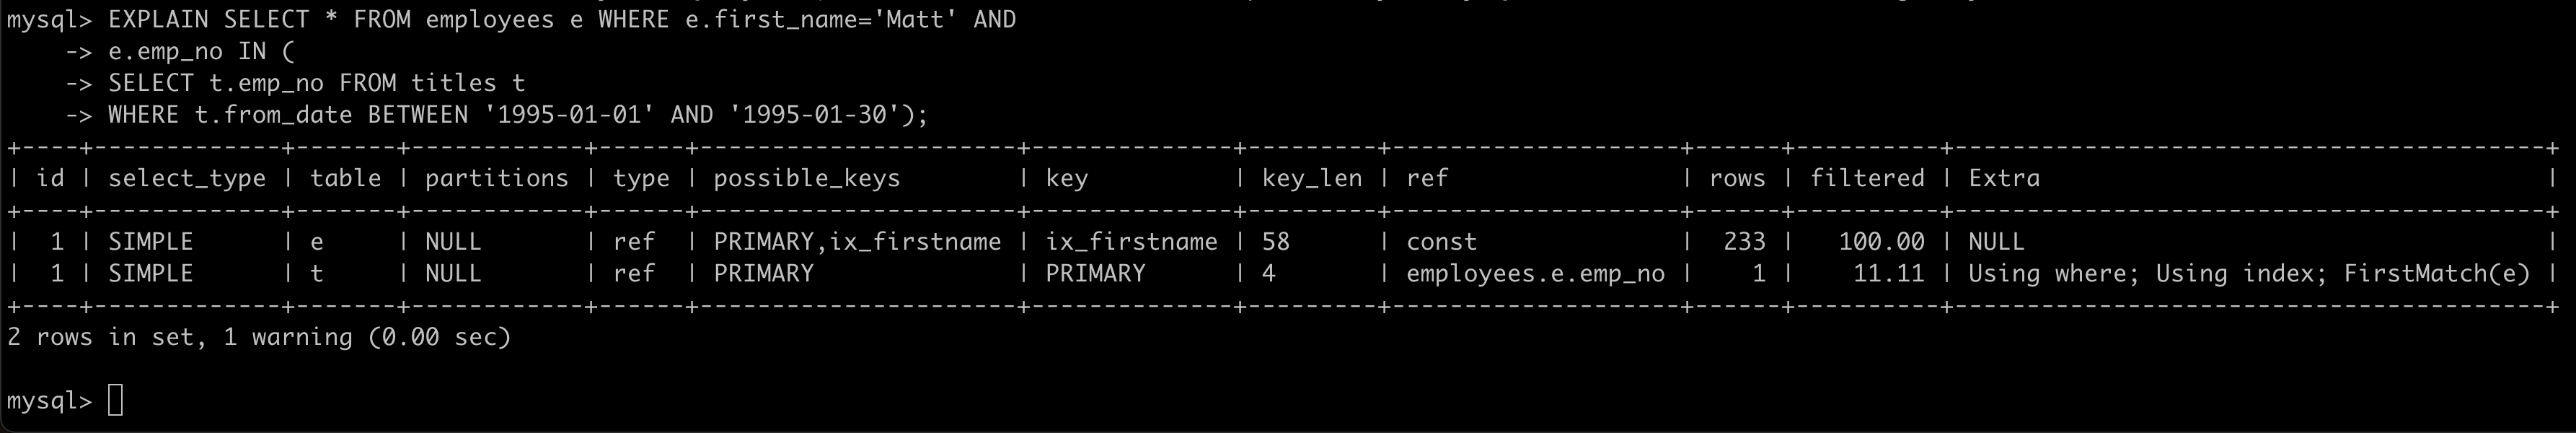 mysql> EXPLAIN SELECT * FROM employees e WHERE e.first_name='Matt' AND
    -> e.emp_no IN (
    -> SELECT t.emp_no FROM titles t
    -> WHERE t.from_date BETWEEN '1995-01-01' AND '1995-01-30');
+----+-------------+-------+------------+------+----------------------+--------------+---------+--------------------+------+----------+----------------------------------------+
| id | select_type | table | partitions | type | possible_keys        | key          | key_len | ref                | rows | filtered | Extra                                  |
+----+-------------+-------+------------+------+----------------------+--------------+---------+--------------------+------+----------+----------------------------------------+
|  1 | SIMPLE      | e     | NULL       | ref  | PRIMARY,ix_firstname | ix_firstname | 58      | const              |  233 |   100.00 | NULL                                   |
|  1 | SIMPLE      | t     | NULL       | ref  | PRIMARY              | PRIMARY      | 4       | employees.e.emp_no |    1 |    11.11 | Using where; Using index; FirstMatch(e) |
+----+-------------+-------+------------+------+----------------------+--------------+---------+--------------------+------+----------+----------------------------------------+
2 rows in set, 1 warning (0.00 sec)
mysql>